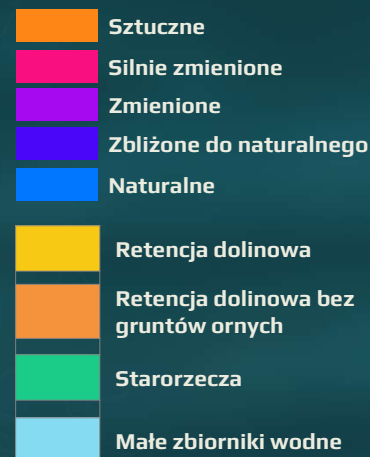 Sztuczne
Silnie zmienione
Zmienione
Zbliżone do naturalnego
Naturalne
Retencja dolinowa
Retencja dolinowa bez
gruntów ornych
Starorzecza
Małe zbiorniki wodne